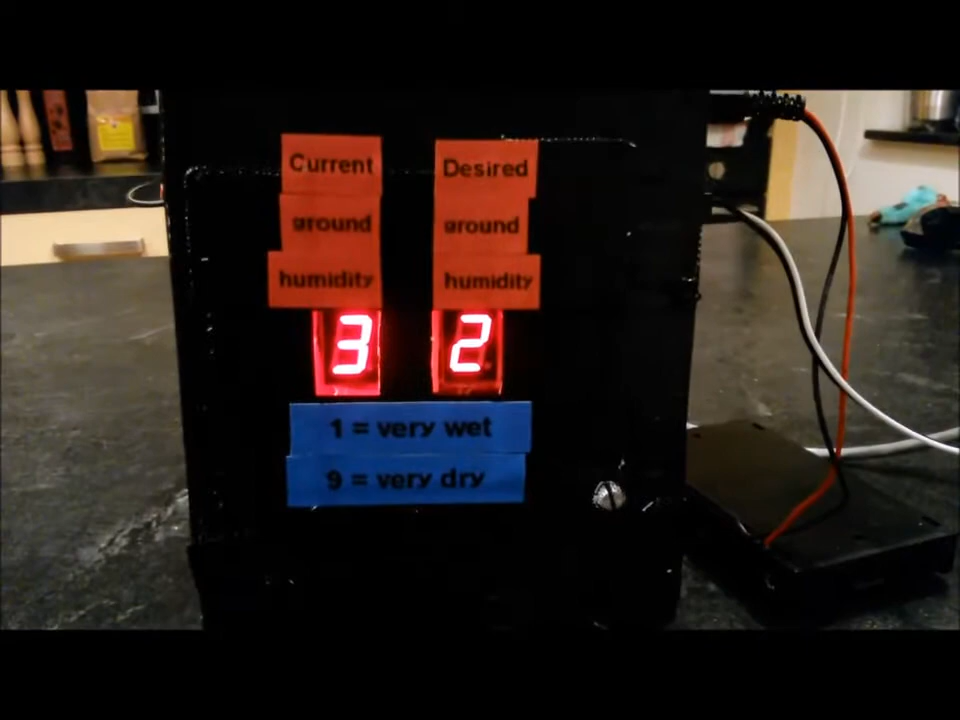 Current Desired
ground ground
humidity humidity
3 2
1 = very wet
9 = very dry